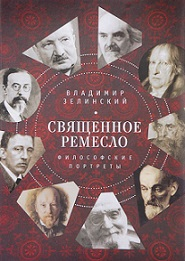 ВЛАДИМИР
ЗЕЛИНСКИЙ
СВЯЩЕННОЕ
РЕМЕСЛО
ФИЛОСОФСКИЕ
ПОРТРЕТЫ